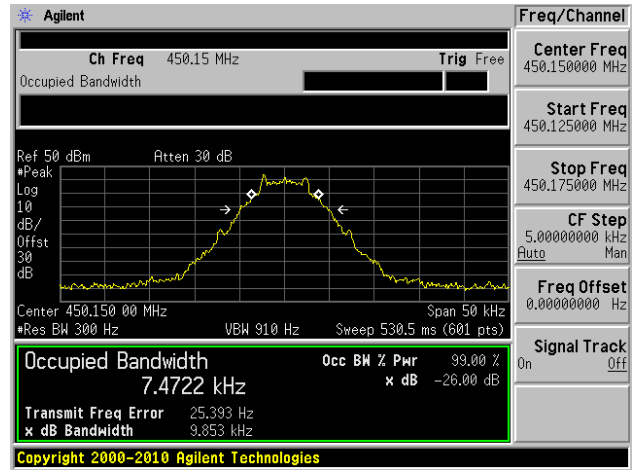 Agilent
Freq/Channel
Ch Freq 450.15 MHz Trig Free
Occupied Bandwidth
Center Freq
450.150000 MHz
Start Freq
450.125000 MHz
Stop Freq
450.175000 MHz
CF Step
5.00000000 kHz
Auto Man
Freq Offset
0.00000000 Hz
Signal Track
On Off
Ref 50 dBm Atten 30 dB
#Peak
Log
10
dB/
Offst
30
dB
Center 450.150 00 MHz Span 50 kHz
#Res BW 300 Hz VBW 910 Hz Sweep 530.5 ms (601 pts)
Occupied Bandwidth Occ BW % Pwr 99.00 %
7.4722 kHz x dB -26.00 dB
Transmit Freq Error 25.393 Hz
x dB Bandwidth 9.853 kHz
Copyright 2000-2010 Agilent Technologies